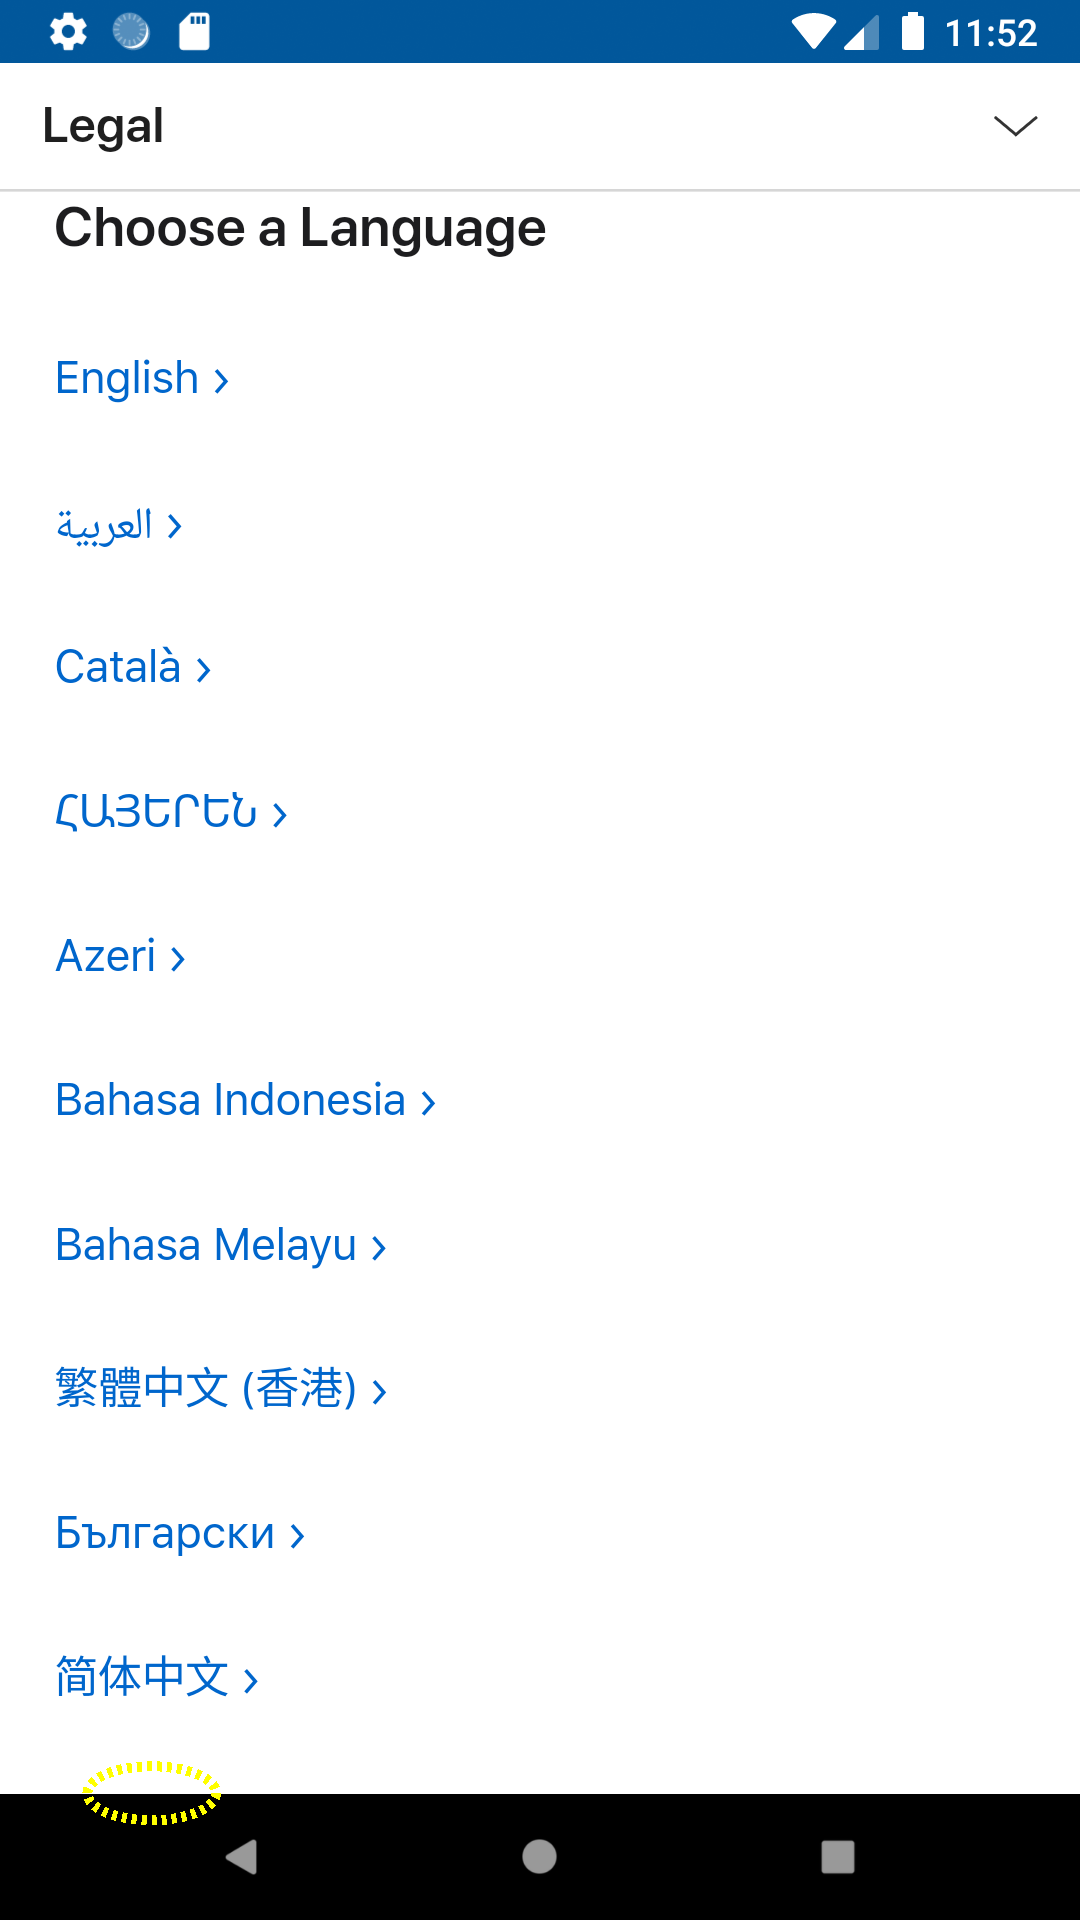 11:52
Legal
Choose a Language
English ›
العربية ›
Català ›
ՀԱՅԵՐԵՆ ›
Azeri ›
Bahasa Indonesia ›
Bahasa Melayu ›
繁體中文 (香港) ›
Български ›
简体中文 ›